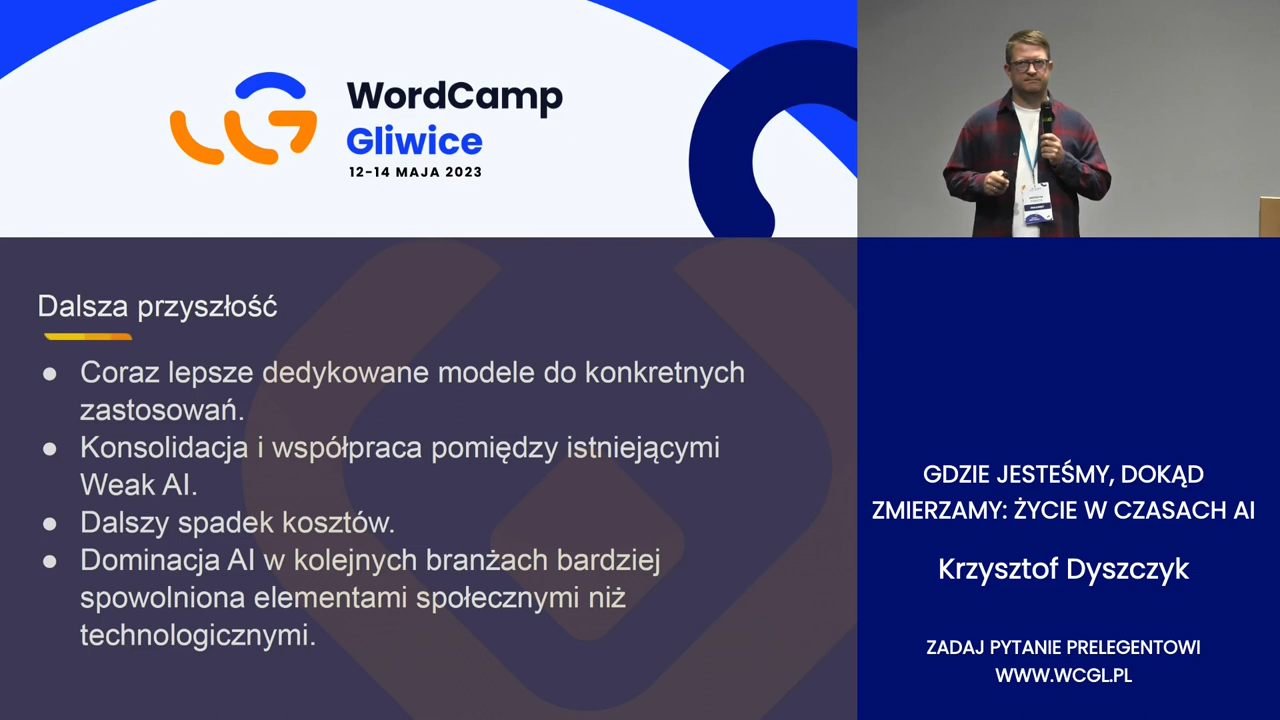 WordCamp
Gliwice
12-14 MAJA 2023
Dalsza przyszłość
● Coraz lepsze dedykowane modele do konkretnych
zastosowań.
● Konsolidacja i współpraca pomiędzy istniejącymi
Weak AI.
● Dalszy spadek kosztów.
● Dominacja AI w kolejnych branżach bardziej
spowolniona elementami społecznymi niż
technologicznymi.
GDZIE JESTEŚMY, DOKĄD
ZMIERZAMY: ŻYCIE W CZASACH AI
Krzysztof Dyszczyk
ZADAJ PYTANIE PRELEGENTOWI
WWW.WCGL.PL